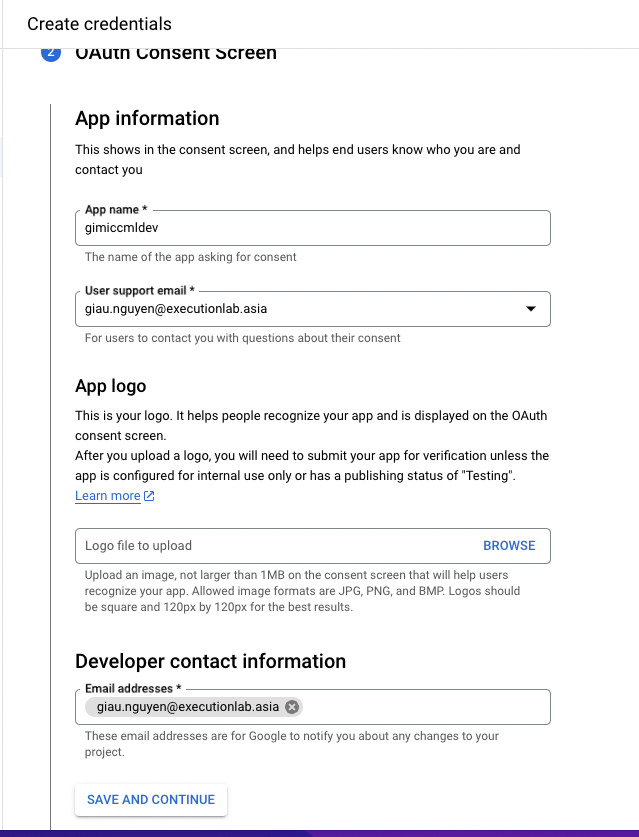 Create credentials
2 OAuth Consent Screen
App information
This shows in the consent screen, and helps end users know who you are and
contact you
App name *
gimiccmldev
The name of the app asking for consent
User support email *
giau.nguyen@executionlab.asia
For users to contact you with questions about their consent
App logo
This is your logo. It helps people recognize your app and is displayed on the OAuth
consent screen.
After you upload a logo, you will need to submit your app for verification unless the
app is configured for internal use only or has a publishing status of "Testing".
Learn more
Logo file to upload BROWSE
Upload an image, not larger than 1MB on the consent screen that will help users
recognize your app. Allowed image formats are JPG, PNG, and BMP. Logos should
be square and 120px by 120px for the best results.
Developer contact information
Email addresses *
giau.nguyen@executionlab.asia
These email addresses are for Google to notify you about any changes to your
project.
SAVE AND CONTINUE